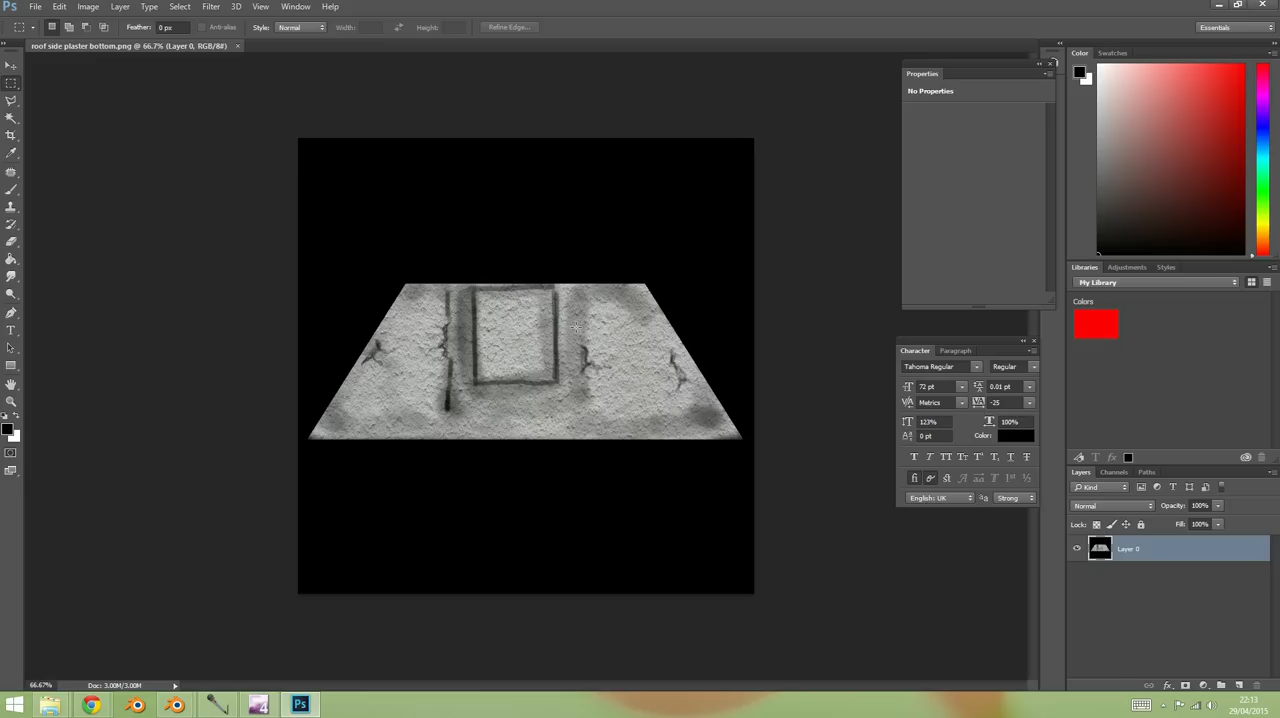 Ps File Edit Image Layer Type Select Filter 3D View Window Help
Feather: 0 px Anti-alias Style: Normal Width: Height: Refine Edge... Essentials
roof side plaster bottom.png @ 66.7% (Layer 0, RGB/8#) ×
Color Swatches
Properties
No Properties
Libraries Adjustments Styles
My Library
Colors
Character Paragraph
Tahoma Regular Regular
72 pt 0.01 pt
Metrics -25
123% 100%
0 pt Color:
English: UK Strong
Layers Channels Paths
Kind
Normal Opacity: 100%
Lock: Fill: 100%
Layer 0
66.67% Doc: 3.00M/3.00M
Ps
22:13
29/04/2015